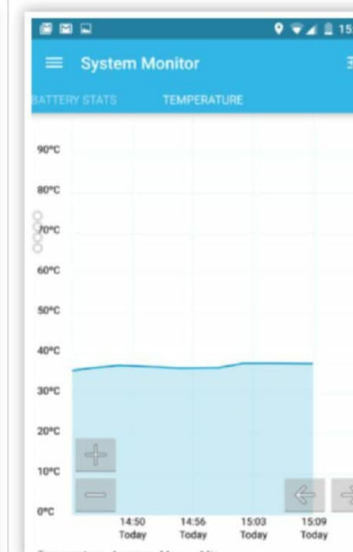 15
System Monitor
BATTERY STATS TEMPERATURE
90°C
80°C
70°C
60°C
50°C
40°C
30°C
20°C
10°C
0°C
14:50 14:56 15:03 15:09
Today Today Today Today